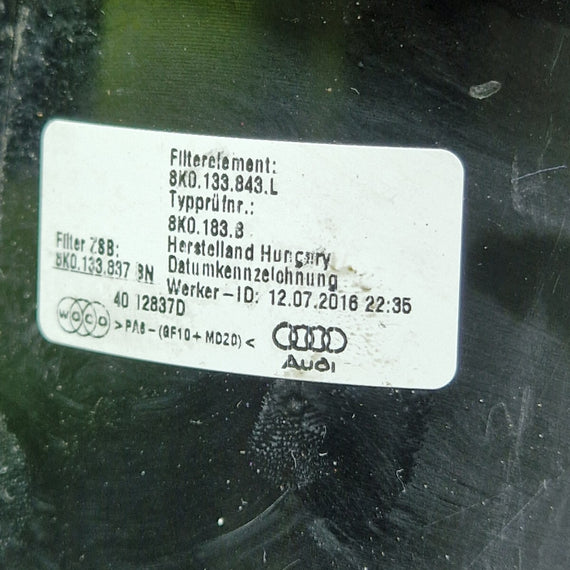 Filterelement:
8K0.133.843.L
Typprüfnr.:
8K0.183.B
Filter ZSB:
Herstelland Hungary
8K0.133.837 BN
Datumkennzeichnung
Werker-ID: 12.07.2016 22:35
40 12837D
WOCO
>PA6-(GF10+MD20)<
Audi